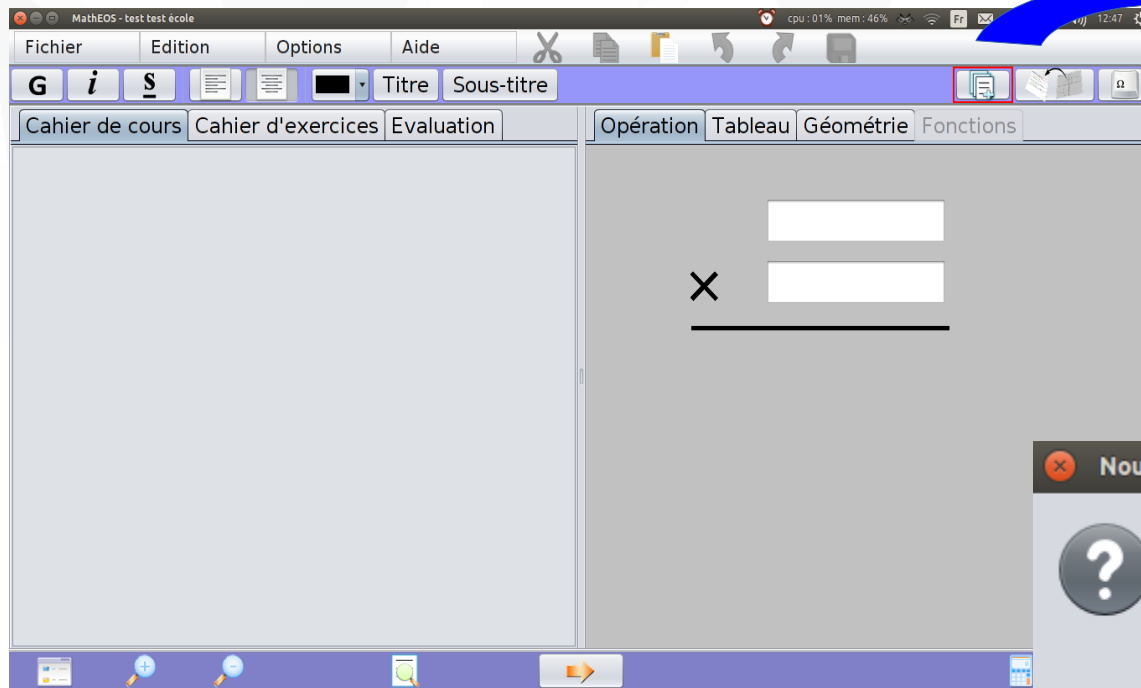 MathEOS - test test école
cpu : 01% mem : 46% Fr 12:47
Fichier Edition Options Aide
G i S Titre Sous-titre Ω
Cahier de cours Cahier d'exercices Evaluation Opération Tableau Géométrie Fonctions
×
Nou
?